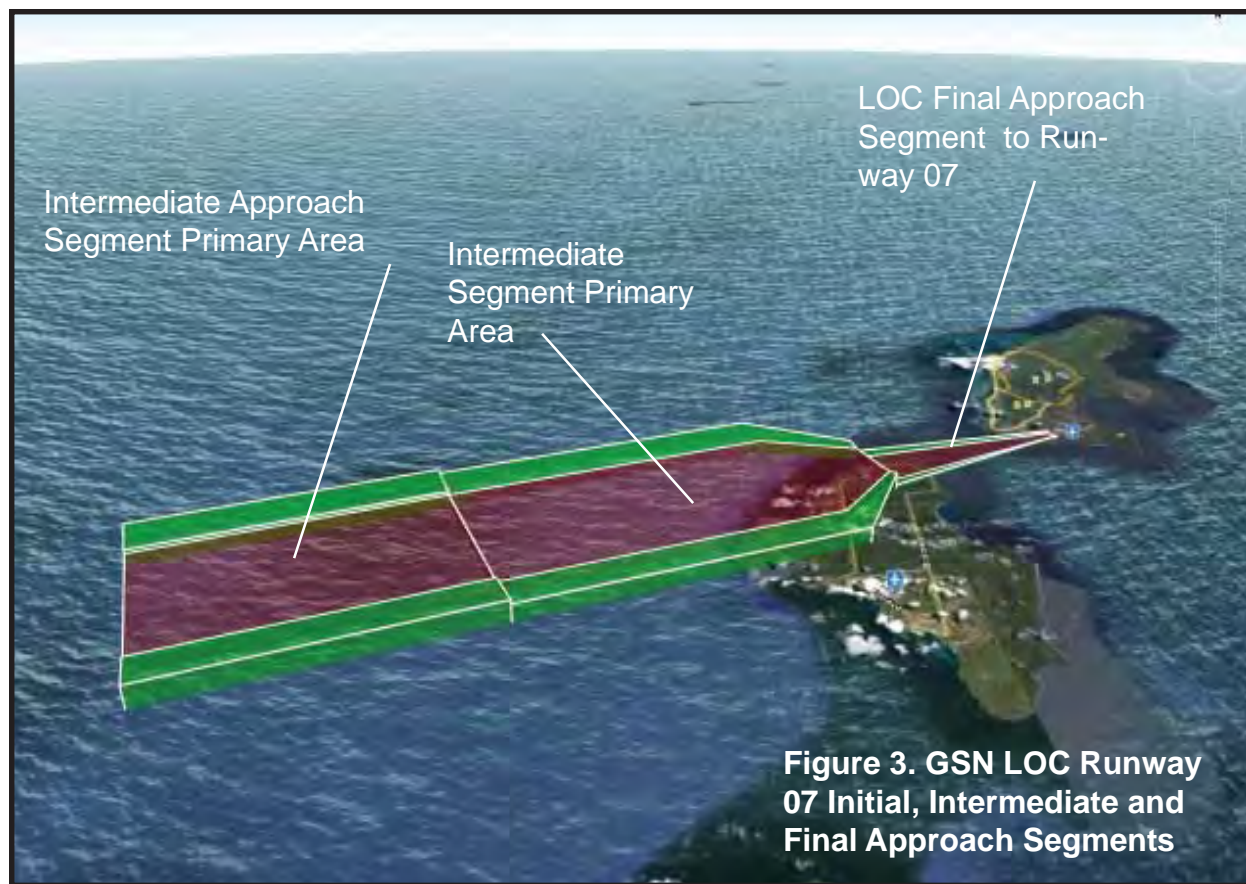 LOC Final Approach
Segment to Run-
way 07
Intermediate Approach
Segment Primary Area
Intermediate
Segment Primary
Area
Figure 3. GSN LOC Runway
07 Initial, Intermediate and
Final Approach Segments